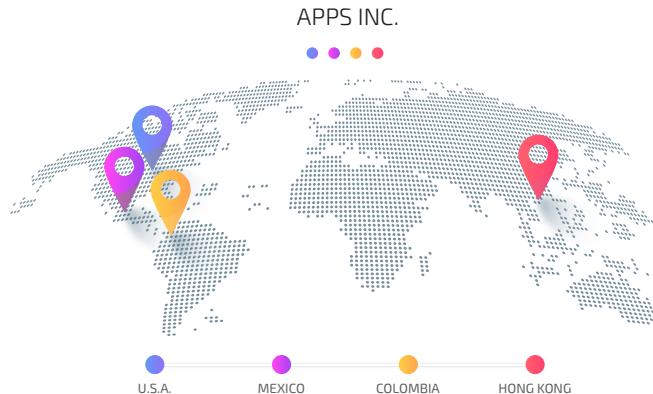 APPS INC.
U.S.A.
MEXICO
COLOMBIA
HONG KONG